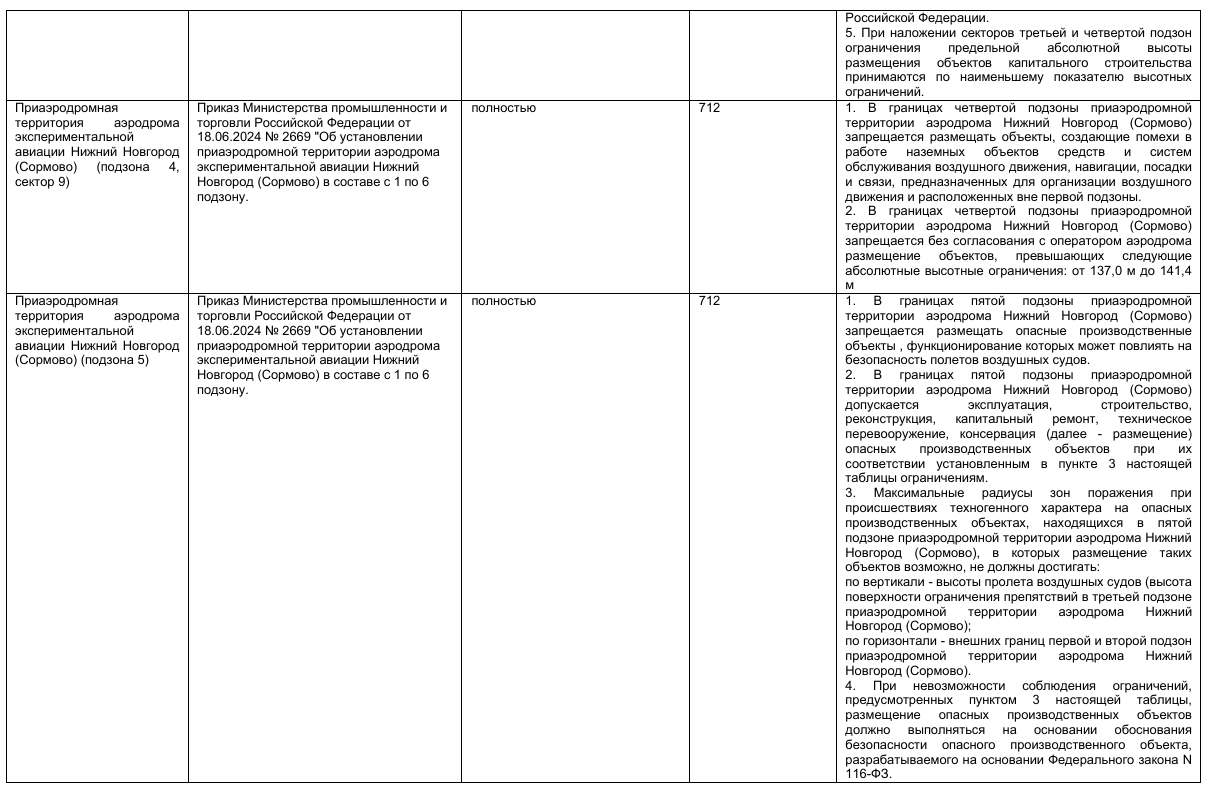 Российской Федерации.
5. При наложении секторов третьей и четвертой подзон
ограничения предельной абсолютной высоты
размещения объектов капитального строительства
принимаются по наименьшему показателю высотных
ограничений.
Приаэродромная
территория аэродрома
экспериментальной
авиации Нижний Новгород
(Сормово) (подзона 4,
сектор 9)
Приказ Министерства промышленности и
торговли Российской Федерации от
18.06.2024 № 2669 "Об установлении
приаэродромной территории аэродрома
экспериментальной авиации Нижний
Новгород (Сормово) в составе с 1 по 6
подзону.
полностью
712
1. В границах четвертой подзоны приаэродромной
территории аэродрома Нижний Новгород (Сормово)
запрещается размещать объекты, создающие помехи в
работе наземных объектов средств и систем
обслуживания воздушного движения, навигации, посадки
и связи, предназначенных для организации воздушного
движения и расположенных вне первой подзоны.
2. В границах четвертой подзоны приаэродромной
территории аэродрома Нижний Новгород (Сормово)
запрещается без согласования с оператором аэродрома
размещение объектов, превышающих следующие
абсолютные высотные ограничения: от 137,0 м до 141,4
м
Приаэродромная
территория аэродрома
экспериментальной
авиации Нижний Новгород
(Сормово) (подзона 5)
Приказ Министерства промышленности и
торговли Российской Федерации от
18.06.2024 № 2669 "Об установлении
приаэродромной территории аэродрома
экспериментальной авиации Нижний
Новгород (Сормово) в составе с 1 по 6
подзону.
полностью
712
1. В границах пятой подзоны приаэродромной
территории аэродрома Нижний Новгород (Сормово)
запрещается размещать опасные производственные
объекты , функционирование которых может повлиять на
безопасность полетов воздушных судов.
2. В границах пятой подзоны приаэродромной
территории аэродрома Нижний Новгород (Сормово)
допускается эксплуатация, строительство,
реконструкция, капитальный ремонт, техническое
перевооружение, консервация (далее - размещение)
опасных производственных объектов при их
соответствии установленным в пункте 3 настоящей
таблицы ограничениям.
3. Максимальные радиусы зон поражения при
происшествиях техногенного характера на опасных
производственных объектах, находящихся в пятой
подзоне приаэродромной территории аэродрома Нижний
Новгород (Сормово), в которых размещение таких
объектов возможно, не должны достигать:
по вертикали - высоты пролета воздушных судов (высота
поверхности ограничения препятствий в третьей подзоне
приаэродромной территории аэродрома Нижний
Новгород (Сормово);
по горизонтали - внешних границ первой и второй подзон
приаэродромной территории аэродрома Нижний
Новгород (Сормово).
4. При невозможности соблюдения ограничений,
предусмотренных пунктом 3 настоящей таблицы,
размещение опасных производственных объектов
должно выполняться на основании обоснования
безопасности опасного производственного объекта,
разрабатываемого на основании Федерального закона N
116-ФЗ.